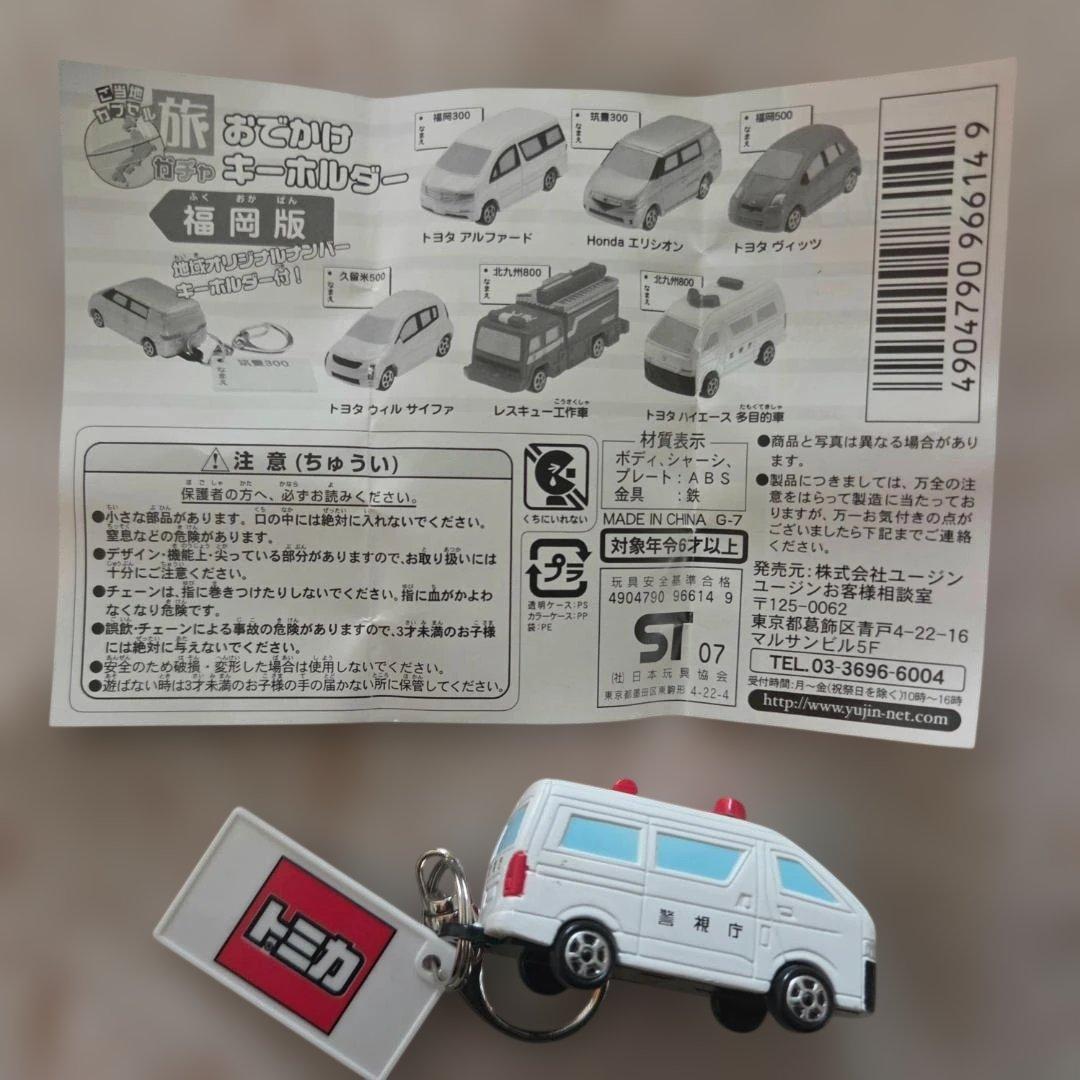 ご当地
カプセル
旅
ガチャ
おでかけ
キーホルダー
ふく おか ばん
福岡版
地区オリジナルナンバー
キーホルダー付!
筑豊300
なまえ
福岡300
なまえ
トヨタ アルファード
筑豊300
なまえ
Honda エリシオン
福岡500
なまえ
トヨタ ヴィッツ
久留米500
なまえ
トヨタ ウィル サイファ
北九州800
なまえ
こうさくしゃ
レスキュー工作車
北九州800
なまえ
たもくてきしゃ
トヨタ ハイエース 多目的車
4904790966149
注意(ちゅうい)
保護者の方へ、必ずお読みください。
●小さな部品があります。口の中には絶対に入れないでください。
窒息などの危険があります。
●デザイン・機能上・尖っている部分がありますので、お取り扱いには
十分にご注意ください。
●チェーンは、指に巻きつけたりしないでください。指に血がかよわ
なくなり危険です。
●誤飲・チェーンによる事故の危険がありますので、3才未満のお子様
には絶対に与えないでください。
●安全のため破損・変形した場合は使用しないでください。
●遊ばない時は3才未満のお子様の手の届かない所に保管してください。
くちにいれない
プラ
透明ケース:PS
カラーケース:PP
袋:PE
材質表示
ボディ、シャーシ、
プレート:ABS
金具 :鉄
MADE IN CHINA G-7
対象年令6才以上
玩具安全基準合格
4904790 96614 9
ST 07
(社)日本玩具協会
東京都墨田区東駒形 4-22-4
●商品と写真は異なる場合があり
ます。
●製品につきましては、万全の注
意をはらって製造に当たってお
りますが、万一お気付きの点が
ございましたら下記までご連絡
ください。
発売元:株式会社ユージン
ユージンお客様相談室
〒125-0062
東京都葛飾区青戸4-22-16
マルサンビル5F
TEL.03-3696-6004
受付時間:月〜金(祝祭日を除く)10時〜16時
http://www.yujin-net.com
トミカ
警視庁